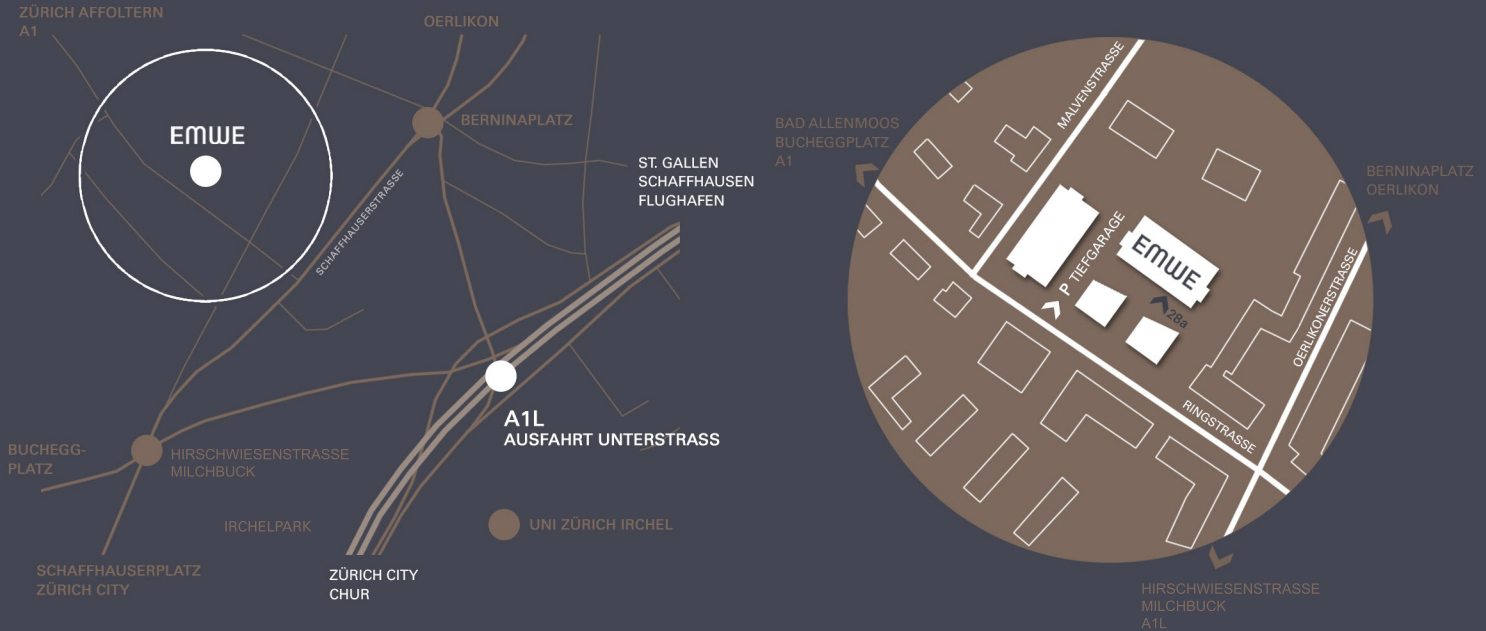 ZÜRICH AFFOLTERN
A1
OERLIKON
EMWE
BERNINAPLATZ
SCHAFFHAUSERSTRASSE
ST. GALLEN
SCHAFFHAUSEN
FLUGHAFEN
A1L
AUSFAHRT UNTERSTRASS
BUCHEGG-
PLATZ
HIRSCHWIESENSTRASSE
MILCHBUCK
IRCHELPARK
UNI ZÜRICH IRCHEL
SCHAFFHAUSERPLATZ
ZÜRICH CITY
ZÜRICH CITY
CHUR
MALVENSTRASSE
BAD ALLENMOOS
BUCHEGGPLATZ
A1
BERNINAPLATZ
OERLIKON
P TIEFGARAGE
EMWE
28a
OERLIKONERSTRASSE
RINGSTRASSE
HIRSCHWIESENSTRASSE
MILCHBUCK
A1L